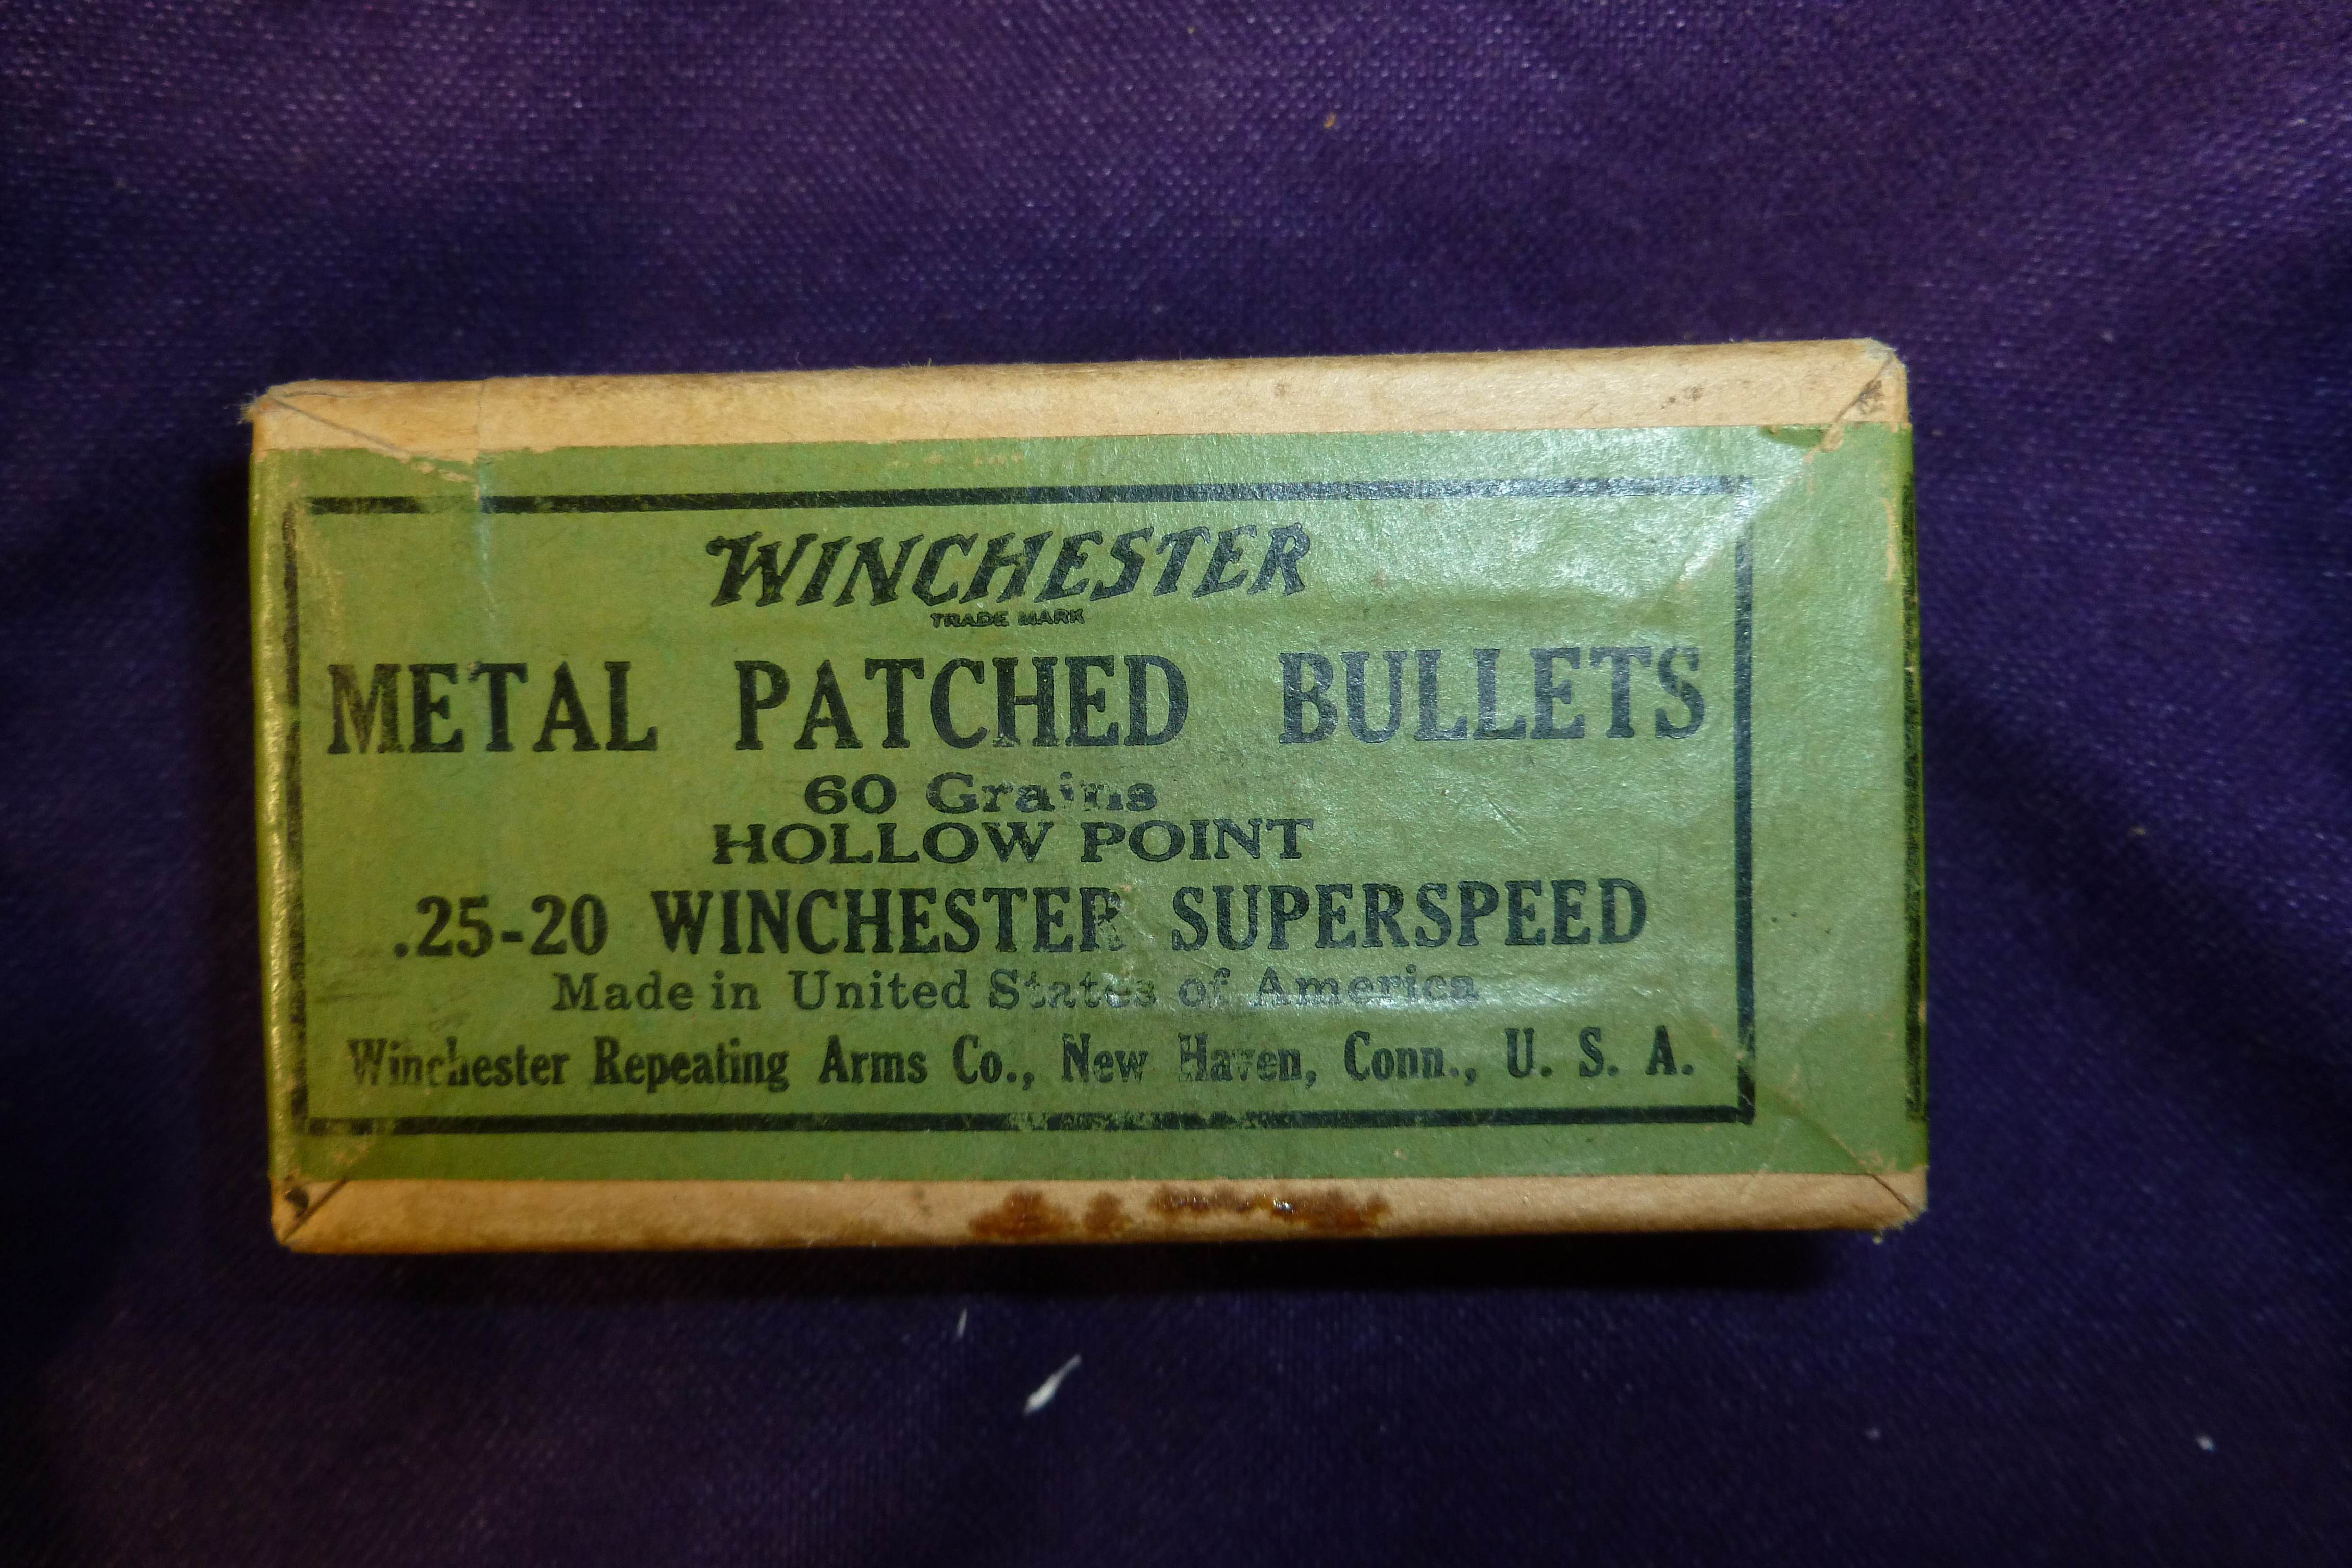 WINCHESTER
TRADE MARK
METAL PATCHED BULLETS
60 Grains
HOLLOW POINT
.25-20 WINCHESTER SUPERSPEED
Made in United States of America
Winchester Repeating Arms Co., New Haven, Conn., U. S. A.